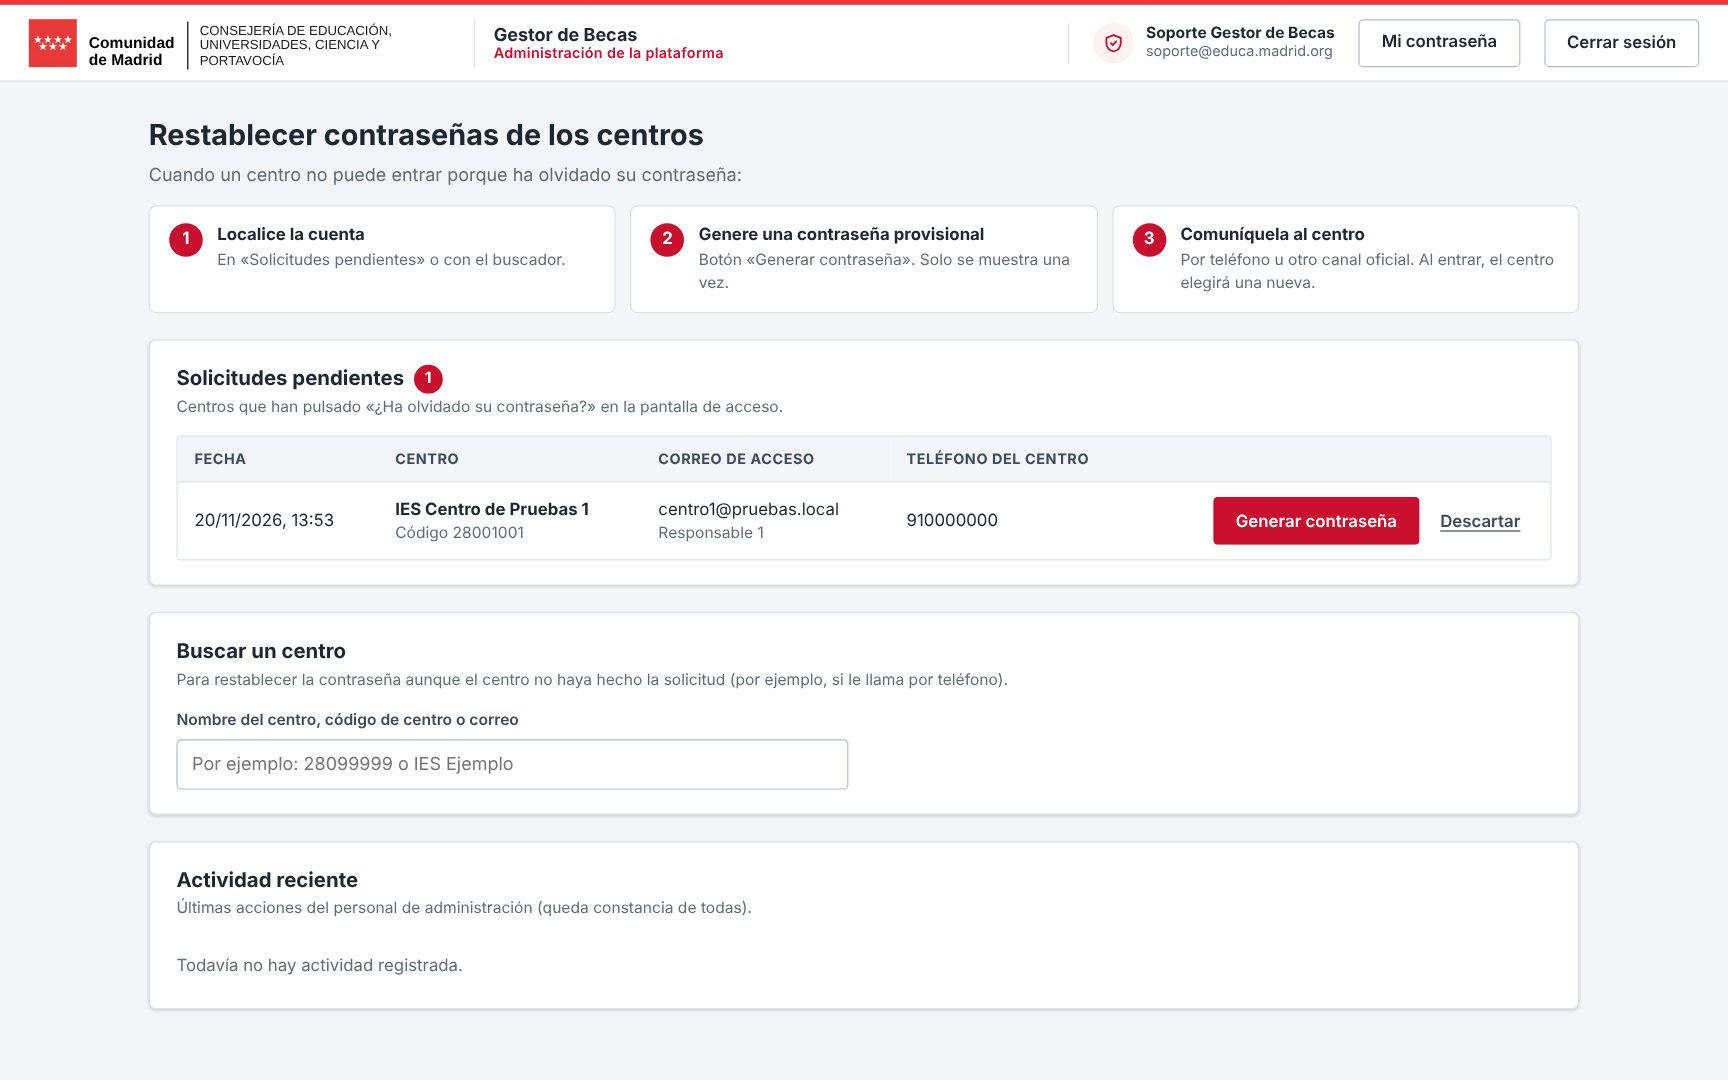 Comunidad
de Madrid
CONSEJERÍA DE EDUCACIÓN,
UNIVERSIDADES, CIENCIA Y
PORTAVOCÍA
Gestor de Becas
Administración de la plataforma
Soporte Gestor de Becas
soporte@educa.madrid.org
Mi contraseña
Cerrar sesión
Restablecer contraseñas de los centros
Cuando un centro no puede entrar porque ha olvidado su contraseña:
1
Localice la cuenta
En «Solicitudes pendientes» o con el buscador.
2
Genere una contraseña provisional
Botón «Generar contraseña». Solo se muestra una
vez.
3
Comuníquela al centro
Por teléfono u otro canal oficial. Al entrar, el centro
elegirá una nueva.
Solicitudes pendientes 1
Centros que han pulsado «¿Ha olvidado su contraseña?» en la pantalla de acceso.
FECHA CENTRO CORREO DE ACCESO TELÉFONO DEL CENTRO
20/11/2026, 13:53
IES Centro de Pruebas 1
Código 28001001
centro1@pruebas.local
Responsable 1
910000000
Generar contraseña
Descartar
Buscar un centro
Para restablecer la contraseña aunque el centro no haya hecho la solicitud (por ejemplo, si le llama por teléfono).
Nombre del centro, código de centro o correo
Por ejemplo: 28099999 o IES Ejemplo
Actividad reciente
Últimas acciones del personal de administración (queda constancia de todas).
Todavía no hay actividad registrada.